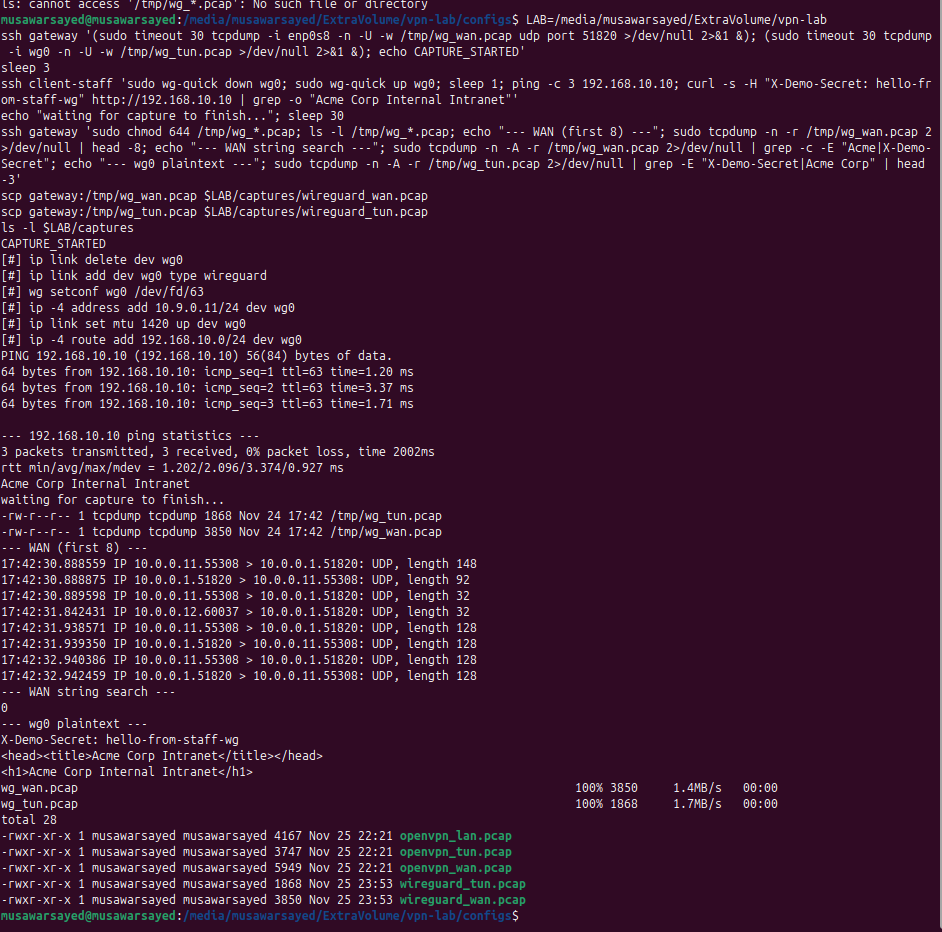 ls: cannot access '/tmp/wg_*.pcap': No such file or directory
musawarsayed@musawarsayed:/media/musawarsayed/ExtraVolume/vpn-lab/configs$ LAB=/media/musawarsayed/ExtraVolume/vpn-lab
ssh gateway '(sudo timeout 30 tcpdump -i enp0s8 -n -U -w /tmp/wg_wan.pcap udp port 51820 >/dev/null 2>&1 &); (sudo timeout 30 tcpdump
 -i wg0 -n -U -w /tmp/wg_tun.pcap >/dev/null 2>&1 &); echo CAPTURE_STARTED'
sleep 3
ssh client-staff 'sudo wg-quick down wg0; sudo wg-quick up wg0; sleep 1; ping -c 3 192.168.10.10; curl -s -H "X-Demo-Secret: hello-fr
om-staff-wg" http://192.168.10.10 | grep -o "Acme Corp Internal Intranet"'
echo "waiting for capture to finish..."; sleep 30
ssh gateway 'sudo chmod 644 /tmp/wg_*.pcap; ls -l /tmp/wg_*.pcap; echo "--- WAN (first 8) ---"; sudo tcpdump -n -r /tmp/wg_wan.pcap 2
>/dev/null | head -8; echo "--- WAN string search ---"; sudo tcpdump -n -A -r /tmp/wg_wan.pcap 2>/dev/null | grep -c -E "Acme|X-Demo-
Secret"; echo "--- wg0 plaintext ---"; sudo tcpdump -n -A -r /tmp/wg_tun.pcap 2>/dev/null | grep -E "X-Demo-Secret|Acme Corp" | head 
-3'
scp gateway:/tmp/wg_wan.pcap $LAB/captures/wireguard_wan.pcap
scp gateway:/tmp/wg_tun.pcap $LAB/captures/wireguard_tun.pcap
ls -l $LAB/captures
CAPTURE_STARTED
[#] ip link delete dev wg0
[#] ip link add dev wg0 type wireguard
[#] wg setconf wg0 /dev/fd/63
[#] ip -4 address add 10.9.0.11/24 dev wg0
[#] ip link set mtu 1420 up dev wg0
[#] ip -4 route add 192.168.10.0/24 dev wg0
PING 192.168.10.10 (192.168.10.10) 56(84) bytes of data.
64 bytes from 192.168.10.10: icmp_seq=1 ttl=63 time=1.20 ms
64 bytes from 192.168.10.10: icmp_seq=2 ttl=63 time=3.37 ms
64 bytes from 192.168.10.10: icmp_seq=3 ttl=63 time=1.71 ms

--- 192.168.10.10 ping statistics ---
3 packets transmitted, 3 received, 0% packet loss, time 2002ms
rtt min/avg/max/mdev = 1.202/2.096/3.374/0.927 ms
Acme Corp Internal Intranet
waiting for capture to finish...
-rw-r--r-- 1 tcpdump tcpdump 1868 Nov 24 17:42 /tmp/wg_tun.pcap
-rw-r--r-- 1 tcpdump tcpdump 3850 Nov 24 17:42 /tmp/wg_wan.pcap
--- WAN (first 8) ---
17:42:30.888559 IP 10.0.0.11.55308 > 10.0.0.1.51820: UDP, length 148
17:42:30.888875 IP 10.0.0.1.51820 > 10.0.0.11.55308: UDP, length 92
17:42:30.889598 IP 10.0.0.11.55308 > 10.0.0.1.51820: UDP, length 32
17:42:31.842431 IP 10.0.0.12.60037 > 10.0.0.1.51820: UDP, length 32
17:42:31.938571 IP 10.0.0.11.55308 > 10.0.0.1.51820: UDP, length 128
17:42:31.939350 IP 10.0.0.1.51820 > 10.0.0.11.55308: UDP, length 128
17:42:32.940386 IP 10.0.0.11.55308 > 10.0.0.1.51820: UDP, length 128
17:42:32.942459 IP 10.0.0.1.51820 > 10.0.0.11.55308: UDP, length 128
--- WAN string search ---
0
--- wg0 plaintext ---
X-Demo-Secret: hello-from-staff-wg
<head><title>Acme Corp Intranet</title></head>
<h1>Acme Corp Internal Intranet</h1>
wg_wan.pcap 100% 3850 1.4MB/s 00:00
wg_tun.pcap 100% 1868 1.7MB/s 00:00
total 28
-rwxr-xr-x 1 musawarsayed musawarsayed 4167 Nov 25 22:21 openvpn_lan.pcap
-rwxr-xr-x 1 musawarsayed musawarsayed 3747 Nov 25 22:21 openvpn_tun.pcap
-rwxr-xr-x 1 musawarsayed musawarsayed 5949 Nov 25 22:21 openvpn_wan.pcap
-rwxr-xr-x 1 musawarsayed musawarsayed 1868 Nov 25 23:53 wireguard_tun.pcap
-rwxr-xr-x 1 musawarsayed musawarsayed 3850 Nov 25 23:53 wireguard_wan.pcap
musawarsayed@musawarsayed:/media/musawarsayed/ExtraVolume/vpn-lab/configs$